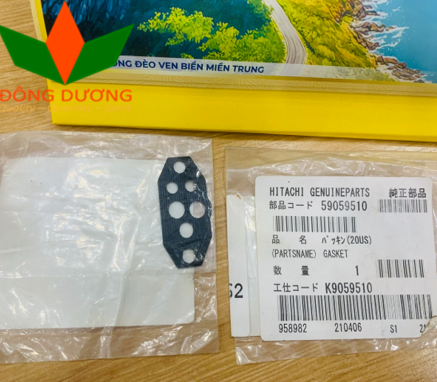 ĐÔNG DƯƠNG
ĐÈO VEN BIỂN MIỀN TRUNG
HITACHI GENUINEPARTS 純正部品
部品コード 59059510
品 名 パッキン(20US)
(PARTSNAME) GASKET
数 量 1
工仕コード K9059510
52
958982 210406 S1